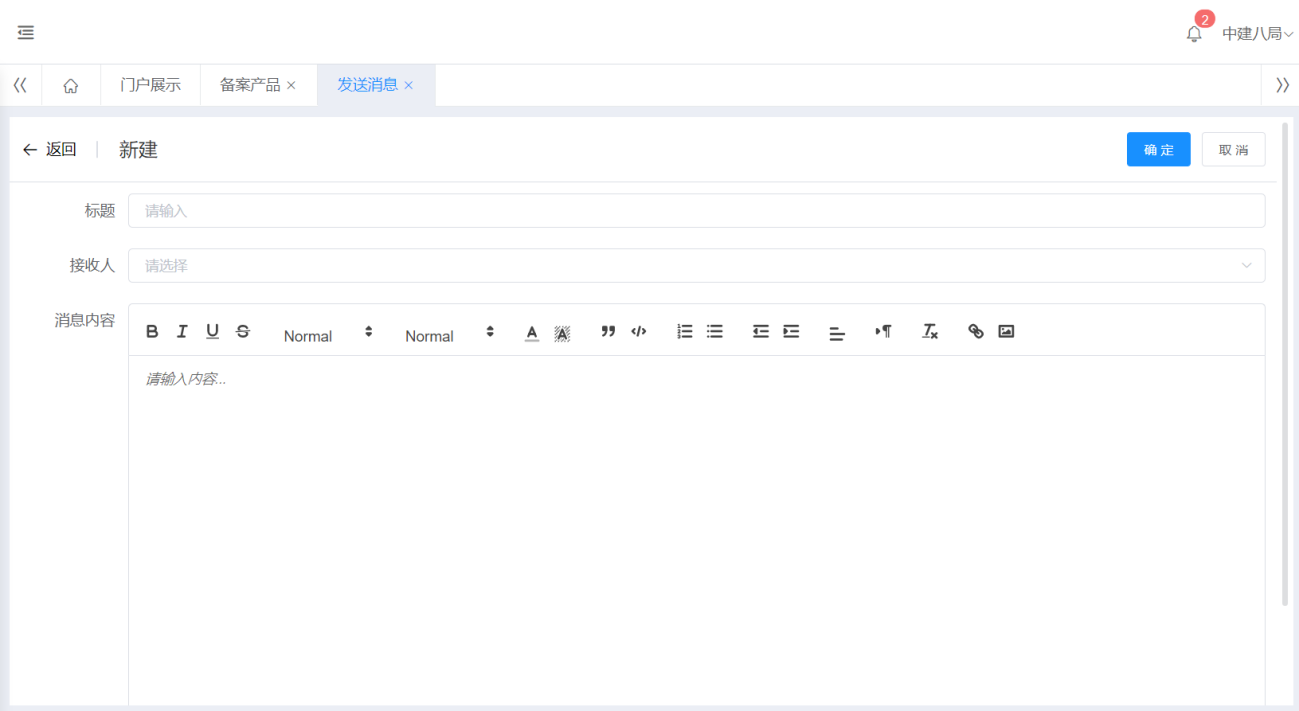 2
中建八局
门户展示 备案产品 发送消息
返回 新建 确定 取消
标题 请输入
接收人 请选择
消息内容
Normal Normal
请输入内容...